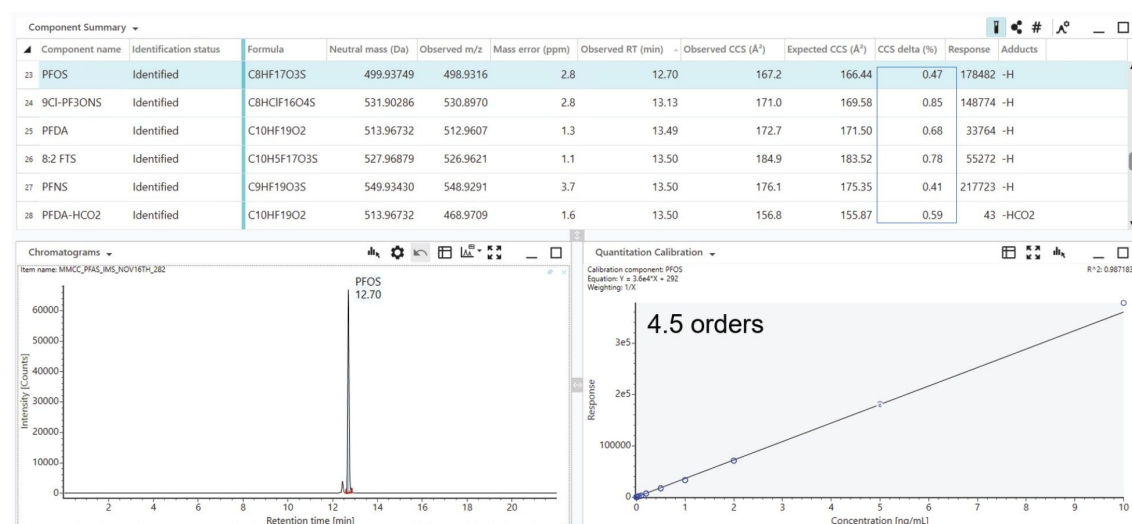 Component Summary
Component name Identification status Formula Neutral mass (Da) Observed m/z Mass error (ppm) Observed RT (min) Observed CCS (Å²) Expected CCS (Å²) CCS delta (%) Response Adducts
23 PFOS Identified C8HF17O3S 499.93749 498.9316 2.8 12.70 167.2 166.44 0.47 178482 -H
24 9Cl-PF3ONS Identified C8HClF16O4S 531.90286 530.8970 2.8 13.13 171.0 169.58 0.85 148774 -H
25 PFDA Identified C10HF19O2 513.96732 512.9607 1.3 13.49 172.7 171.50 0.68 33764 -H
26 8:2 FTS Identified C10H5F17O3S 527.96879 526.9621 1.1 13.50 184.9 183.52 0.78 55272 -H
27 PFNS Identified C9HF19O3S 549.93430 548.9291 3.7 13.50 176.1 175.35 0.41 217723 -H
28 PFDA-HCO2 Identified C10HF19O2 513.96732 468.9709 1.6 13.50 156.8 155.87 0.59 43 -HCO2
Chromatograms
Item name: MMCC_PFAS_IMS_NOV16TH_282
PFOS
12.70
60000
50000
40000
30000
20000
10000
0
Intensity [Counts]
2 4 6 8 10 12 14 16 18 20
Retention time [min]
Quantitation Calibration
Calibration component: PFOS
Equation: Y = 3.6e4*X + 292
Weighting: 1/X
R^2: 0.987183
4.5 orders
3e5
2e5
100000
0
Response
0 1 2 3 4 5 6 7 8 9 10
Concentration [ng/mL]